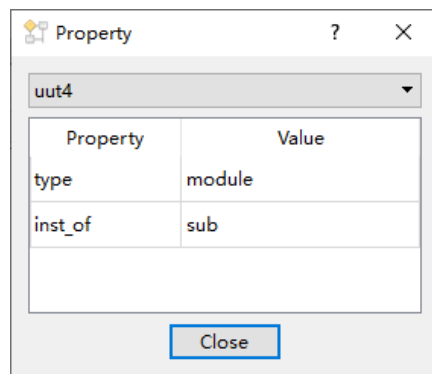 Property ?
uut4
Property Value
type module
inst_of sub
Close